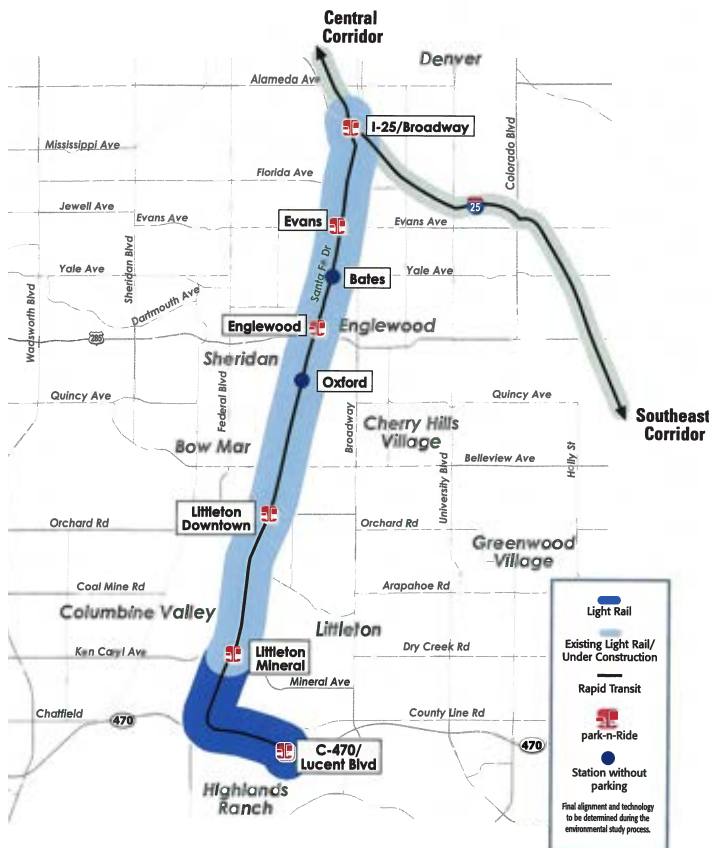 Central
Corridor
Denver
Alameda Ave
I-25/Broadway
Colorado Blvd
Mississippi Ave
Florida Ave
Jewell Ave
Evans Ave
Evans
25
Evans Ave
Sheridan Blvd
Santa Fe Dr
Yale Ave
Bates
Yale Ave
Wadsworth Blvd
Dartmouth Ave
285
Englewood
Englewood
Sheridan
Oxford
Federal Blvd
Quincy Ave
Quincy Ave
Southeast
Corridor
Broadway
Cherry Hills
Village
Bow Mar
University Blvd
Belleview Ave
Holly St
Littleton
Downtown
Orchard Rd
Orchard Rd
Greenwood
Village
Coal Mine Rd
Arapahoe Rd
Columbine Valley
Littleton
Ken Caryl Ave
Littleton
Mineral
Dry Creek Rd
Mineral Ave
Chatfield
470
County Line Rd
470
C-470/
Lucent Blvd
Highlands
Ranch
Light Rail
Existing Light Rail/
Under Construction
Rapid Transit
park-n-Ride
Station without
parking
Final alignment and technology
to be determined during the
environmental study process.